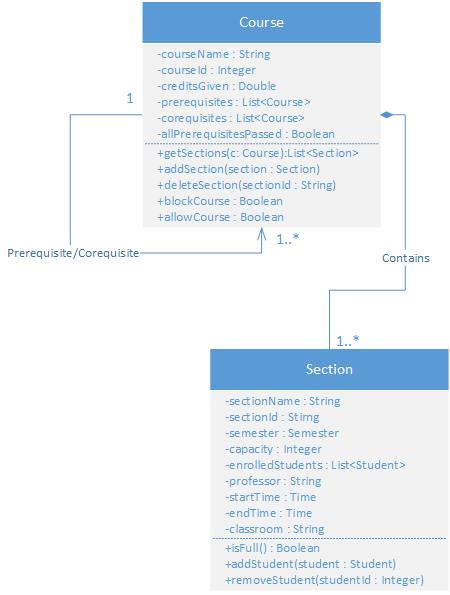 Course
-courseName : String
-courseId : Integer
-creditsGiven : Double
-prerequisites : List<Course>
-corequisites : List<Course>
-allPrerequisitesPassed : Boolean
+getSections(c: Course):List<Section>
+addSection(section : Section)
+deleteSection(sectionId : String)
+blockCourse : Boolean
+allowCourse : Boolean
1
1..*
Prerequisite/Corequisite
Contains
1..*
Section
-sectionName : String
-sectionId : Stirng
-semester : Semester
-capacity : Integer
-enrolledStudents : List<Student>
-professor : String
-startTime : Time
-endTime : Time
-classroom : String
+isFull() : Boolean
+addStudent(student : Student)
+removeStudent(studentId : Integer)